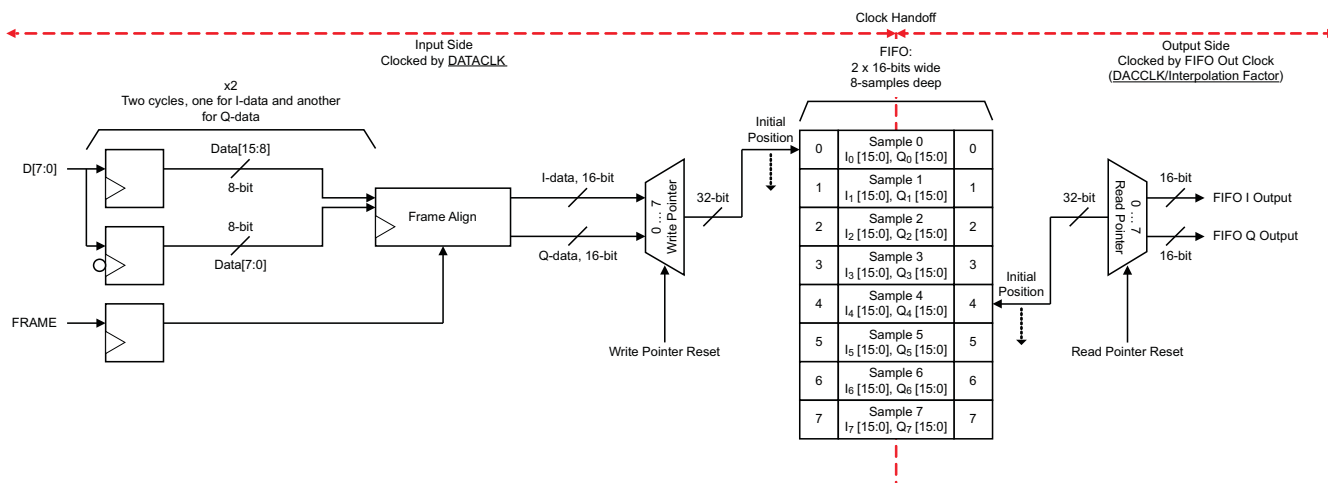 Clock Handoff
Input Side
Clocked by DATACLK
Output Side
Clocked by FIFO Out Clock
(DACCLK/Interpolation Factor)
FIFO:
2 x 16-bits wide
8-samples deep
x2
Two cycles, one for I-data and another
for Q-data
Initial
Position
D[7:0]
Data[15:8]
8-bit
8-bit
Data[7:0]
FRAME
Frame Align
I-data, 16-bit
Q-data, 16-bit
0 ... 7
Write Pointer
32-bit
Write Pointer Reset
0 Sample 0 0
I0 [15:0], Q0 [15:0]
1 Sample 1 1
I1 [15:0], Q1 [15:0]
2 Sample 2 2
I2 [15:0], Q2 [15:0]
3 Sample 3 3
I3 [15:0], Q3 [15:0]
4 Sample 4 4
I4 [15:0], Q4 [15:0]
5 Sample 5 5
I5 [15:0], Q5 [15:0]
6 Sample 6 6
I6 [15:0], Q6 [15:0]
7 Sample 7 7
I7 [15:0], Q7 [15:0]
Initial
Position
32-bit
0 ... 7
Read Pointer
Read Pointer Reset
16-bit
FIFO I Output
FIFO Q Output
16-bit